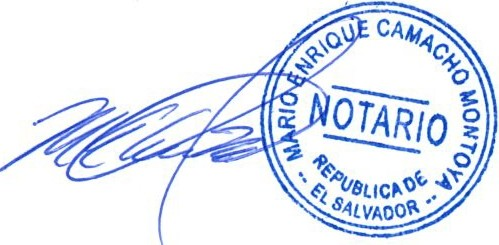 MARIO ENRIQUE CAMACHO MONTOYA
NOTARIO
REPUBLICA DE
-- EL SALVADOR --